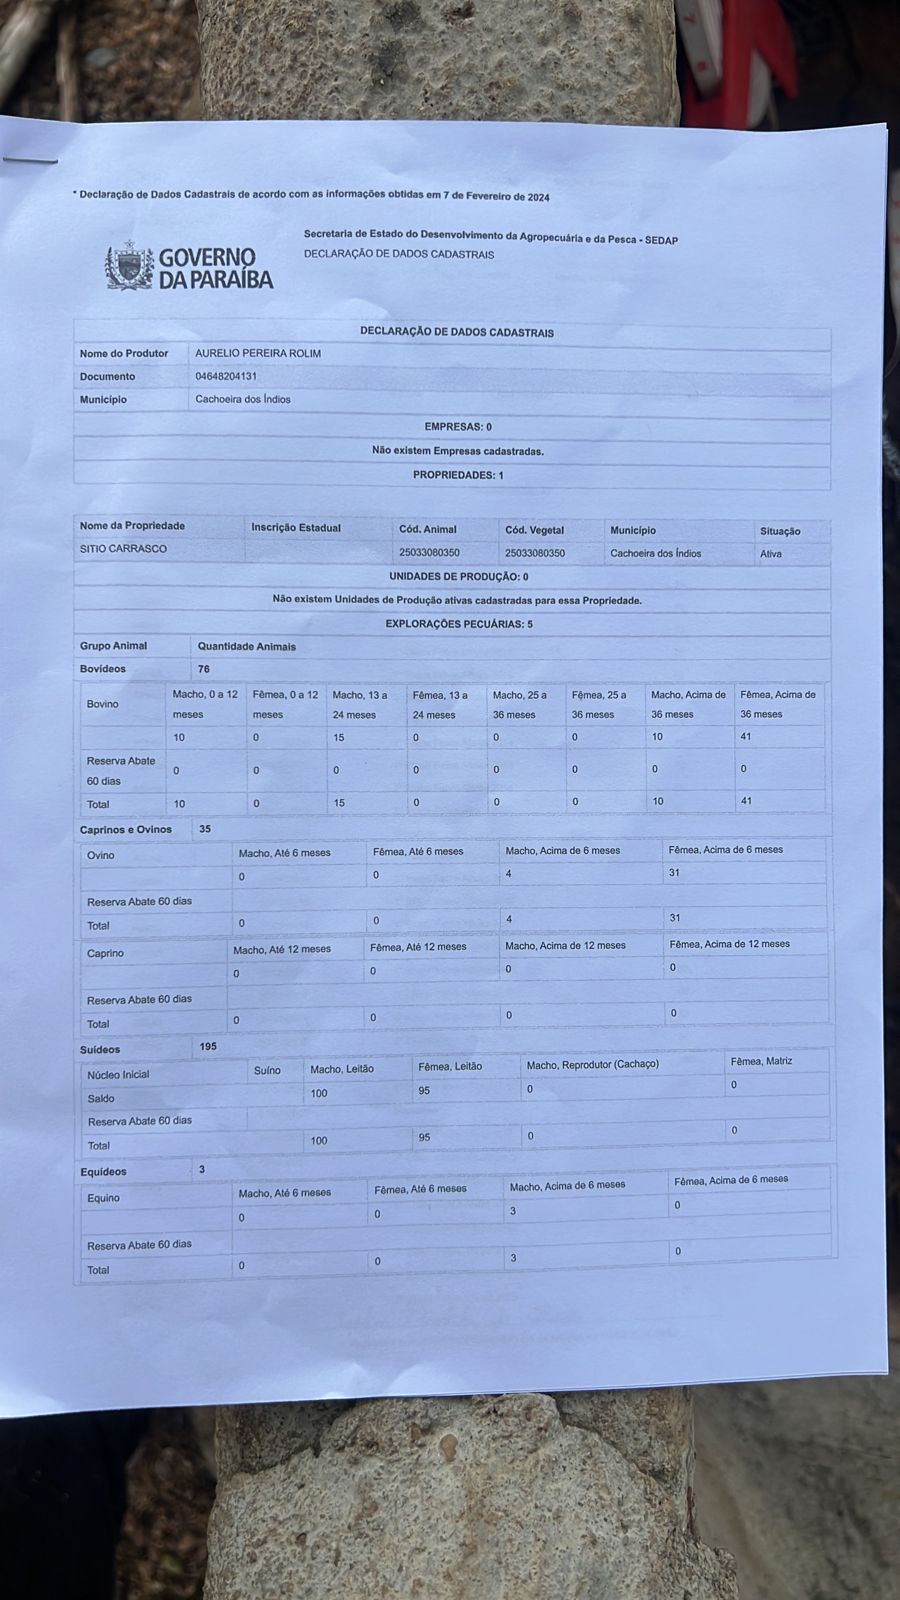 * Declaração de Dados Cadastrais de acordo com as informações obtidas em 7 de Fevereiro de 2024
GOVERNO DA PARAÍBA
Secretaria de Estado do Desenvolvimento da Agropecuária e da Pesca - SEDAP
DECLARAÇÃO DE DADOS CADASTRAIS
DECLARAÇÃO DE DADOS CADASTRAIS
Nome do Produtor AURELIO PEREIRA ROLIM
Documento 04648204131
Município Cachoeira dos Índios
EMPRESAS: 0
Não existem Empresas cadastradas.
PROPRIEDADES: 1
Nome da Propriedade Inscrição Estadual Cód. Animal Cód. Vegetal Município Situação
SITIO CARRASCO 25033080350 25033080350 Cachoeira dos Índios Ativa
UNIDADES DE PRODUÇÃO: 0
Não existem Unidades de Produção ativas cadastradas para essa Propriedade.
EXPLORAÇÕES PECUÁRIAS: 5
Grupo Animal Quantidade Animais
Bovídeos 76
Bovino Macho, 0 a 12 meses Fêmea, 0 a 12 meses Macho, 13 a 24 meses Fêmea, 13 a 24 meses Macho, 25 a 36 meses Fêmea, 25 a 36 meses Macho, Acima de 36 meses Fêmea, Acima de 36 meses
10 0 15 0 0 0 10 41
Reserva Abate 60 dias 0 0 0 0 0 0 0 0
Total 10 0 15 0 0 0 10 41
Caprinos e Ovinos 35
Ovino Macho, Até 6 meses Fêmea, Até 6 meses Macho, Acima de 6 meses Fêmea, Acima de 6 meses
0 0 4 31
Reserva Abate 60 dias
Total 0 0 4 31
Caprino Macho, Até 12 meses Fêmea, Até 12 meses Macho, Acima de 12 meses Fêmea, Acima de 12 meses
0 0 0 0
Reserva Abate 60 dias
Total 0 0 0 0
Suídeos 195
Núcleo Inicial Suíno Macho, Leitão Fêmea, Leitão Macho, Reprodutor (Cachaço) Fêmea, Matriz
Saldo 100 95 0 0
Reserva Abate 60 dias
Total 100 95 0 0
Equídeos 3
Equino Macho, Até 6 meses Fêmea, Até 6 meses Macho, Acima de 6 meses Fêmea, Acima de 6 meses
0 0 3 0
Reserva Abate 60 dias
Total 0 0 3 0